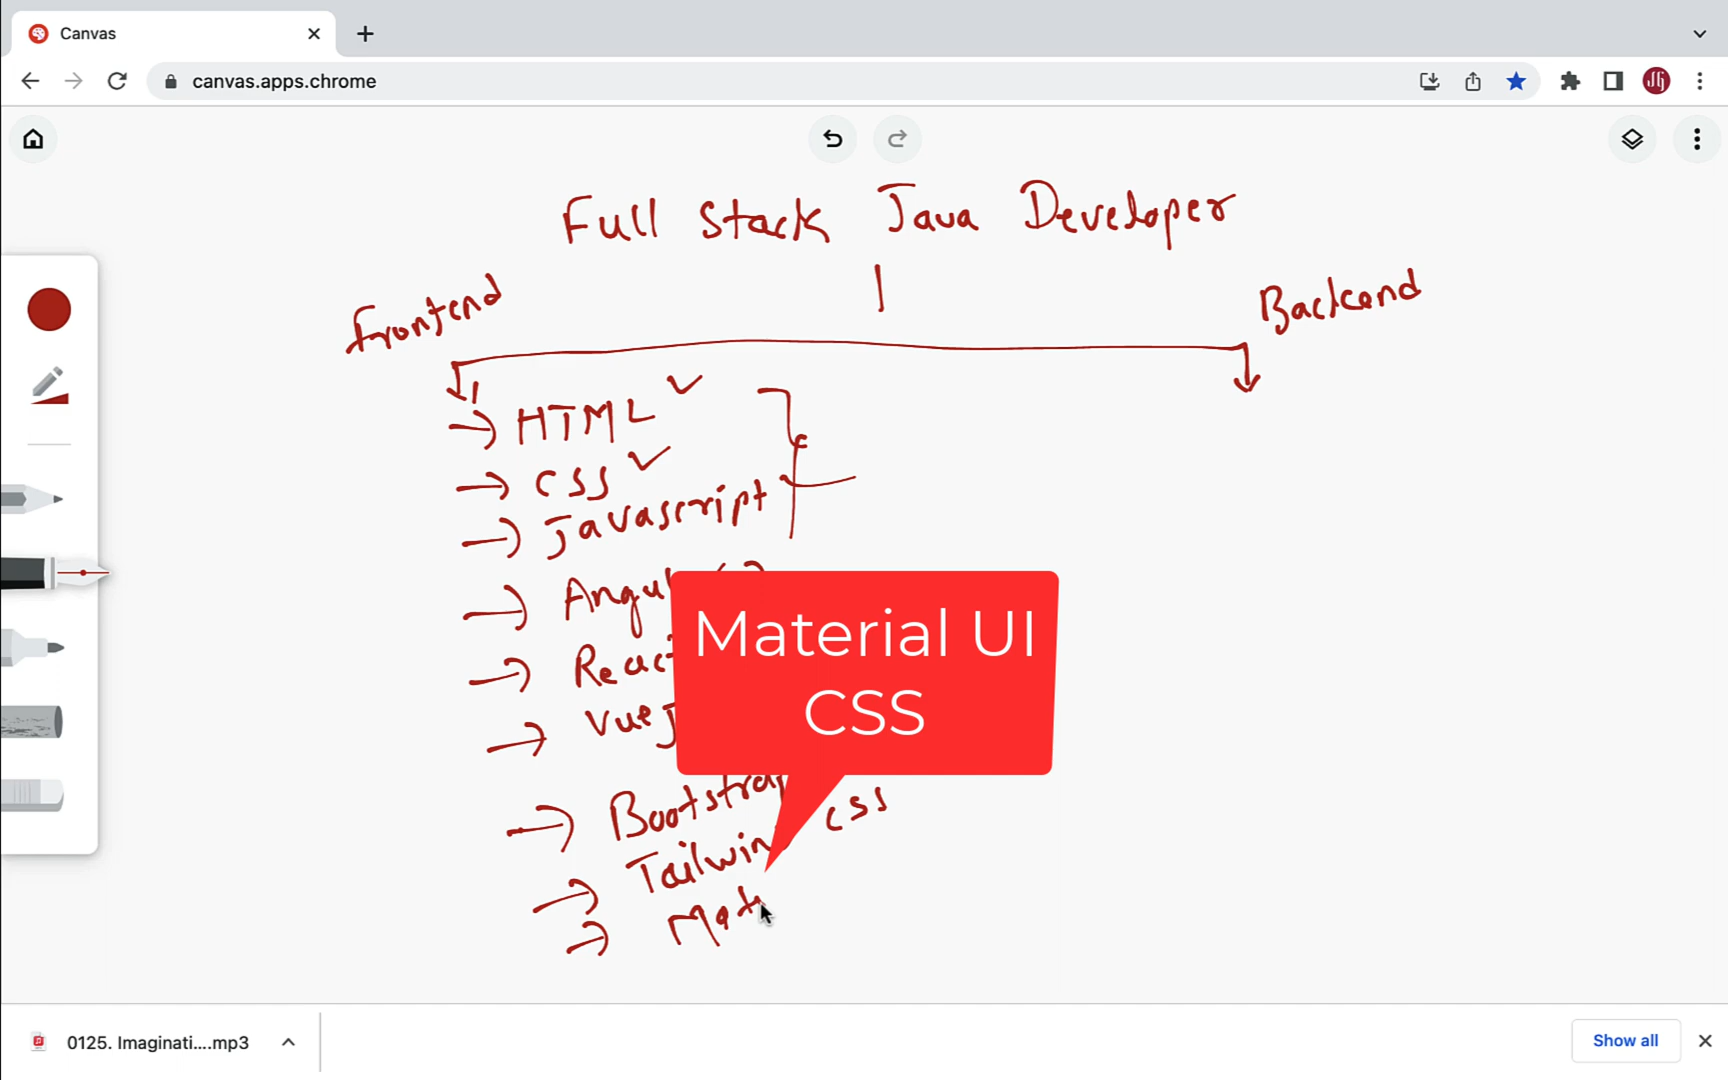 Canvas
canvas.apps.chrome
Full Stack Java Developer
Frontend
Backend
HTML
CSS
Javascript
Material UI
CSS
CSS
0125. Imaginati....mp3
Show all